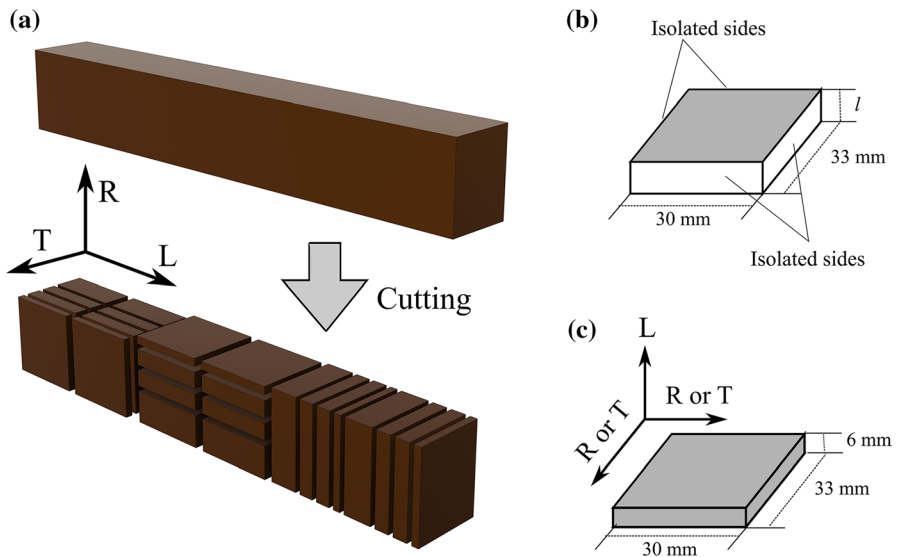 (a)
R
T
L
Cutting
(b)
Isolated sides
l
33 mm
30 mm
Isolated sides
(c)
L
R or T
R or T
6 mm
33 mm
30 mm